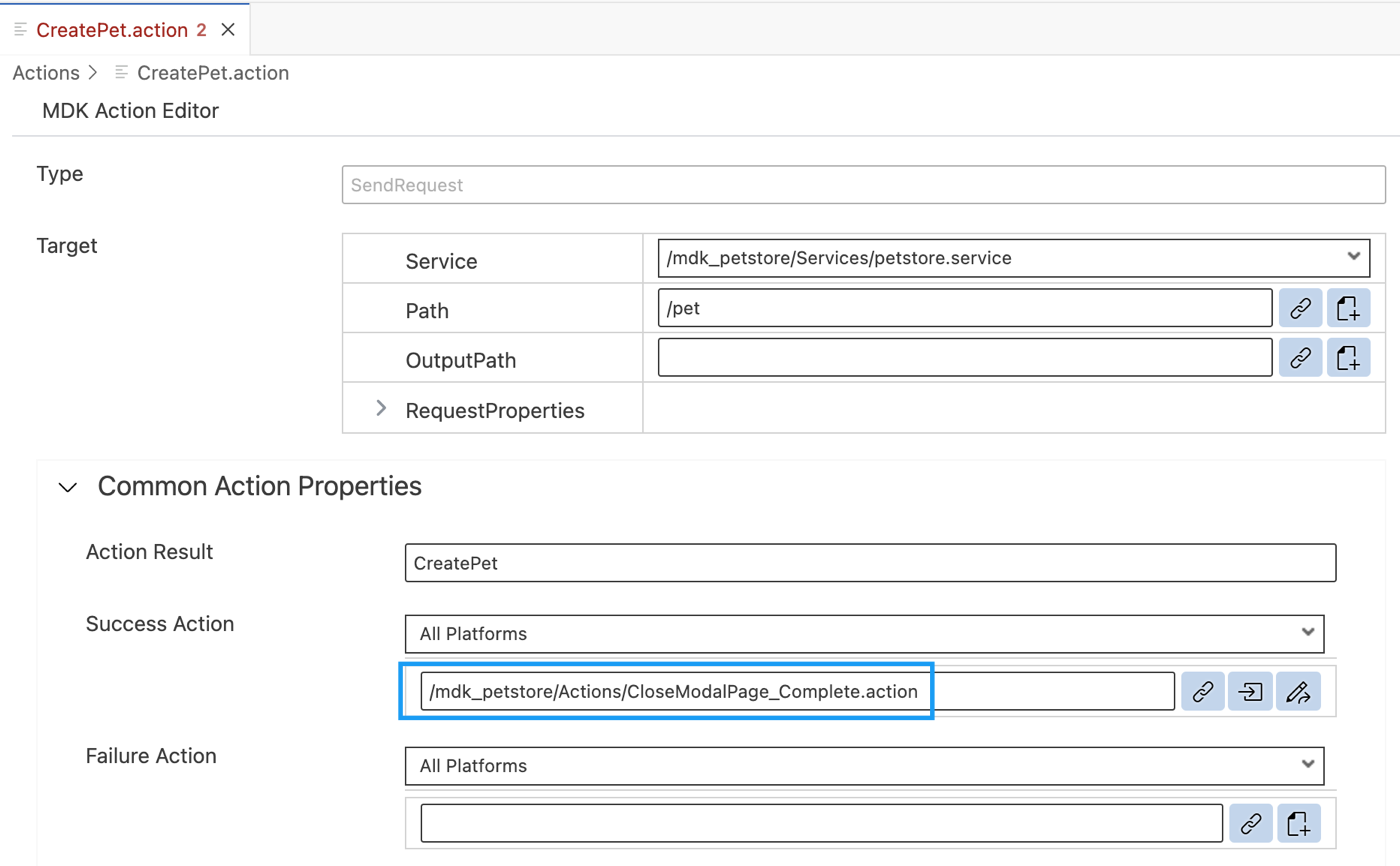 CreatePet.action 2
Actions > CreatePet.action
MDK Action Editor
Type
SendRequest
Target
Service
/mdk_petstore/Services/petstore.service
Path
/pet
OutputPath
RequestProperties
Common Action Properties
Action Result
CreatePet
Success Action
All Platforms
/mdk_petstore/Actions/CloseModalPage_Complete.action
Failure Action
All Platforms